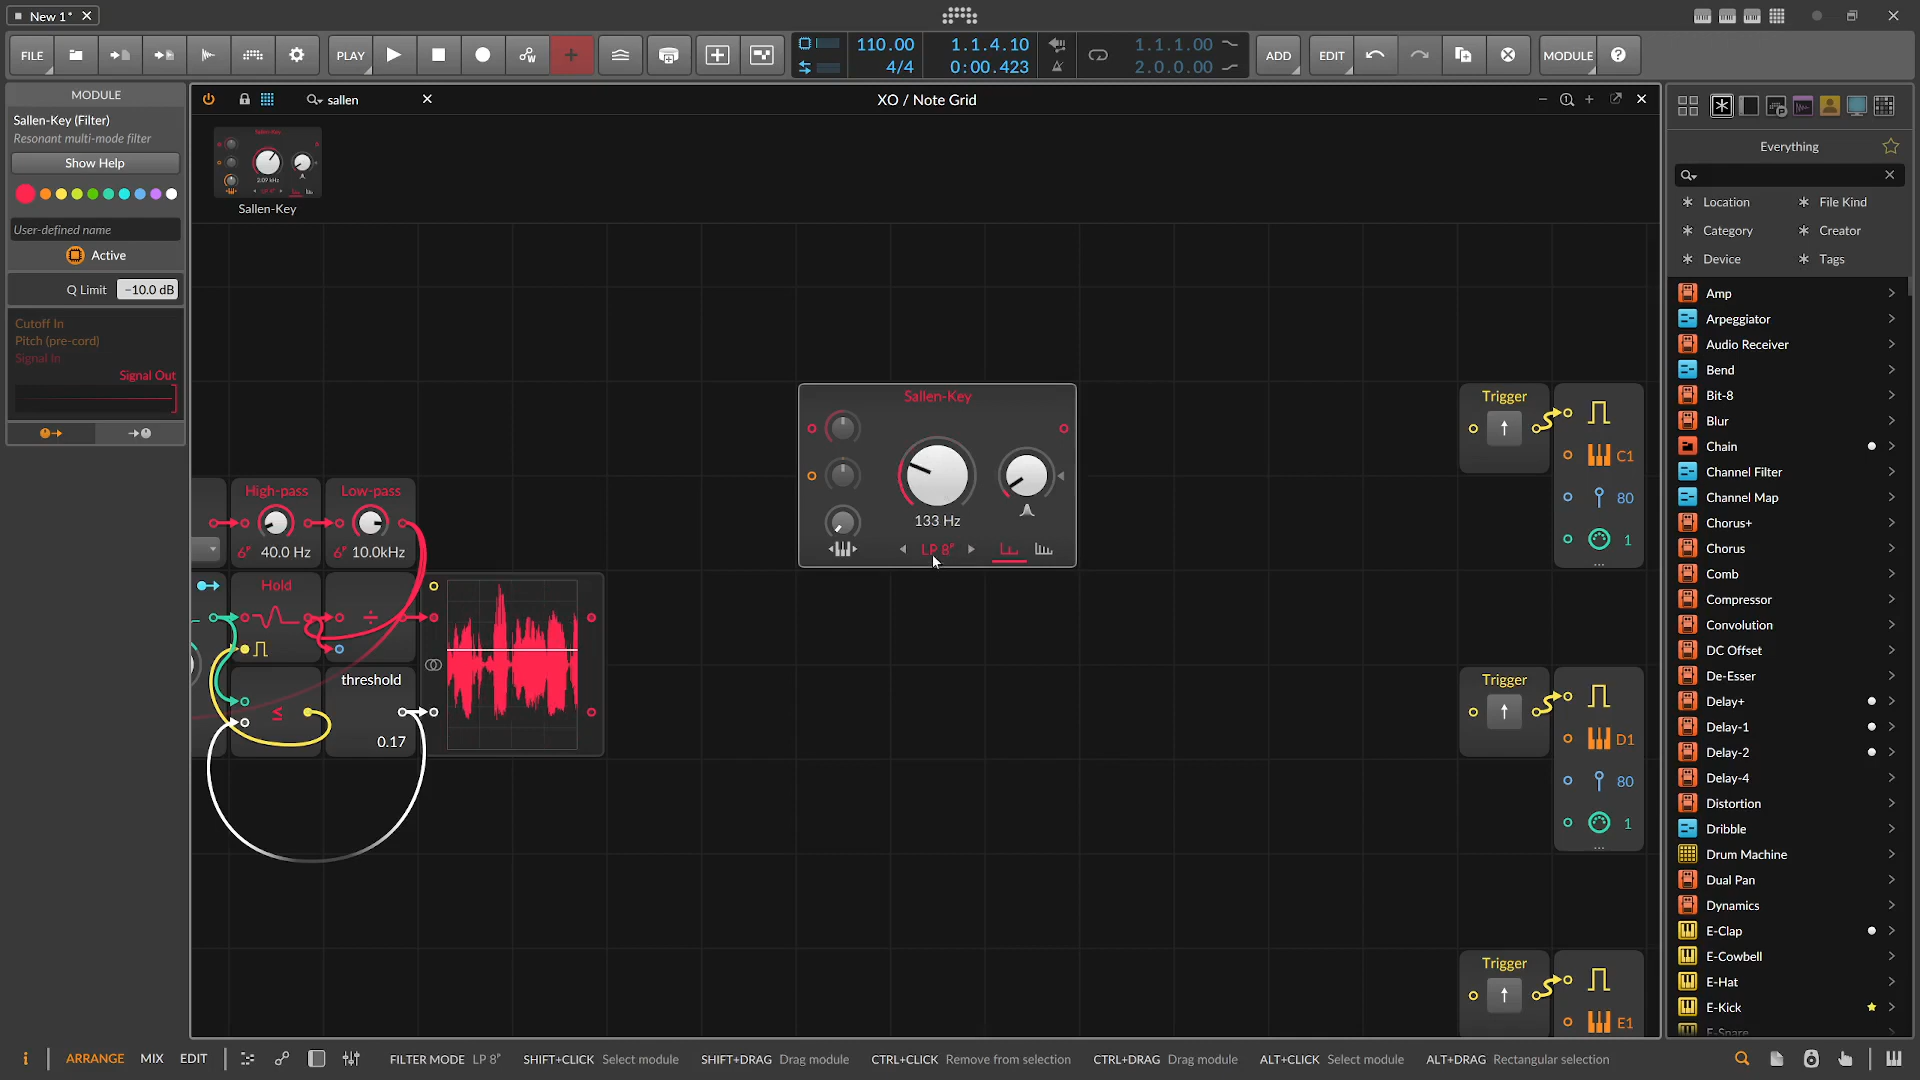 New 1*
FILE
PLAY
110.00
4/4
1.1.4.10
0:00.423
1.1.1.00
2.0.0.00
ADD
EDIT
MODULE
MODULE
Sallen-Key (Filter)
Resonant multi-mode filter
Show Help
User-defined name
Active
Q Limit
−10.0 dB
Cutoff In
Pitch (pre-cord)
Signal In
Signal Out
sallen
XO / Note Grid
Sallen-Key
Sallen-Key
133 Hz
LP 8ᵖ
High-pass
40.0 Hz
Low-pass
10.0kHz
Hold
threshold
0.17
Trigger
C1
80
1
...
Trigger
D1
80
1
...
Trigger
E1
Everything
Location
File Kind
Category
Creator
Device
Tags
Amp
Arpeggiator
Audio Receiver
Bend
Bit-8
Blur
Chain
Channel Filter
Channel Map
Chorus+
Chorus
Comb
Compressor
Convolution
DC Offset
De-Esser
Delay+
Delay-1
Delay-2
Delay-4
Distortion
Dribble
Drum Machine
Dual Pan
Dynamics
E-Clap
E-Cowbell
E-Hat
E-Kick
E-Snare
ARRANGE
MIX
EDIT
FILTER MODE LP 8ᵖ
SHIFT+CLICK Select module
SHIFT+DRAG Drag module
CTRL+CLICK Remove from selection
CTRL+DRAG Drag module
ALT+CLICK Select module
ALT+DRAG Rectangular selection